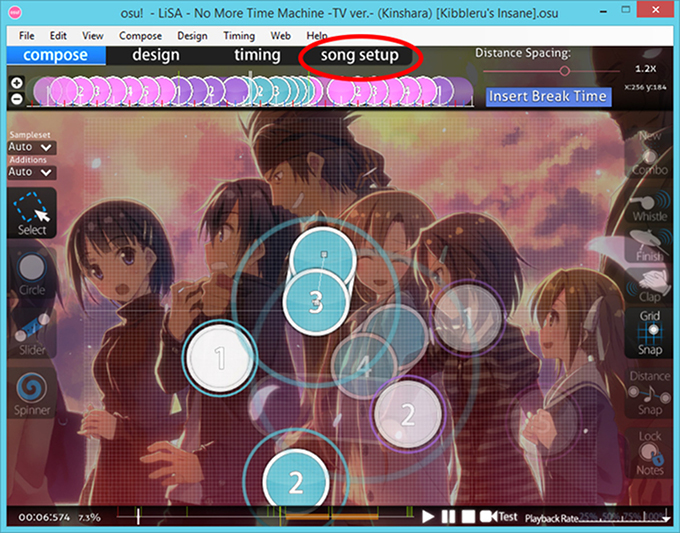 osu!  - LiSA - No More Time Machine -TV ver.- (Kinshara) [Kibbleru's Insane].osu
File Edit View Compose Design Timing Web Help
compose design timing song setup
Distance Spacing:
1.2X
x:256 y:184
Insert Break Time
Sampleset
Auto
Additions
Auto
Select
Circle
Slider
Spinner
New
Combo
Whistle
Finish
Clap
Grid
Snap
Distance
Snap
Lock
Notes
3
1
4
1
2
2
00:06:574 7.3%
Test
Playback Rate 25% 50% 75% 100%